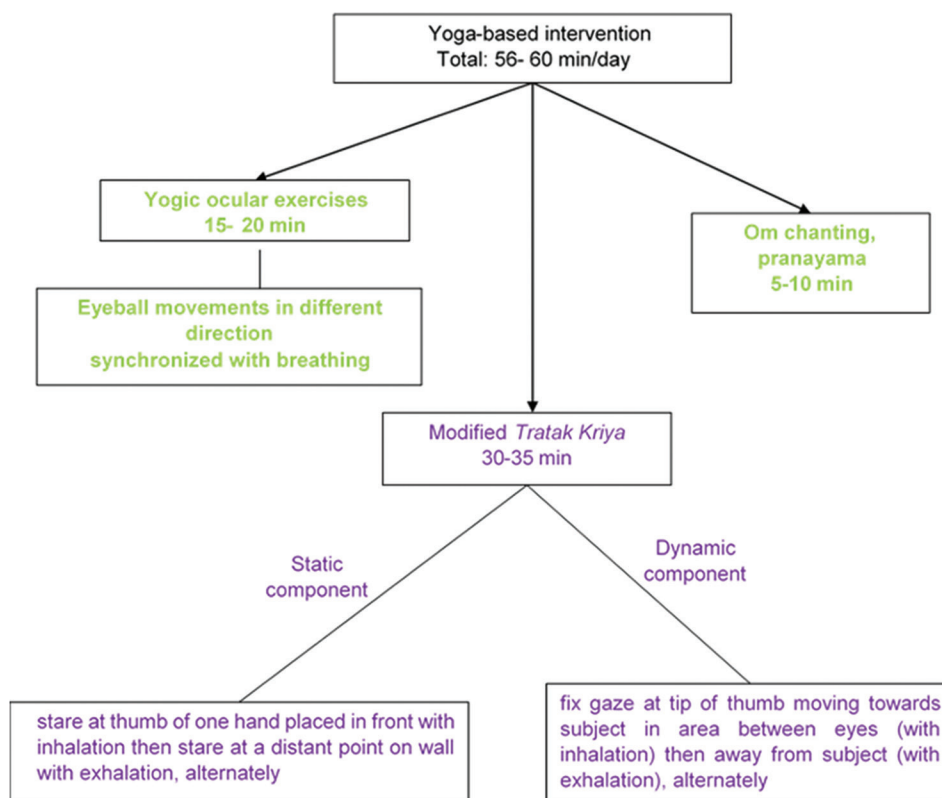 Yoga-based intervention
Total: 56- 60 min/day
Yogic ocular exercises
15- 20 min
Om chanting,
pranayama
5-10 min
Eyeball movements in different
direction
synchronized with breathing
Modified Tratak Kriya
30-35 min
Static
component
Dynamic
component
stare at thumb of one hand placed in front with
inhalation then stare at a distant point on wall
with exhalation, alternately
fix gaze at tip of thumb moving towards
subject in area between eyes (with
inhalation) then away from subject (with
exhalation), alternately